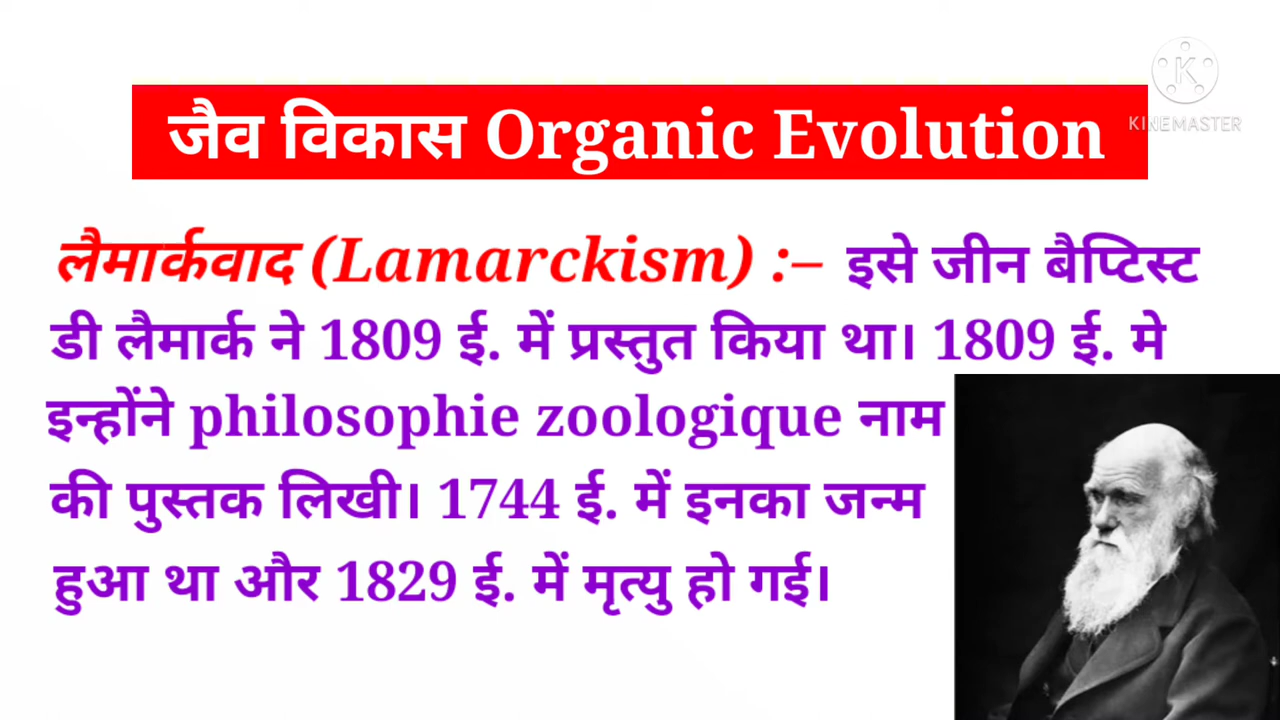 जैव विकास Organic Evolution
KINEMASTER
लैमार्कवाद (Lamarckism) :– इसे जीन बैप्टिस्ट
डी लैमार्क ने 1809 ई. में प्रस्तुत किया था। 1809 ई. मे
इन्होंने philosophie zoologique नाम
की पुस्तक लिखी। 1744 ई. में इनका जन्म
हुआ था और 1829 ई. में मृत्यु हो गई।